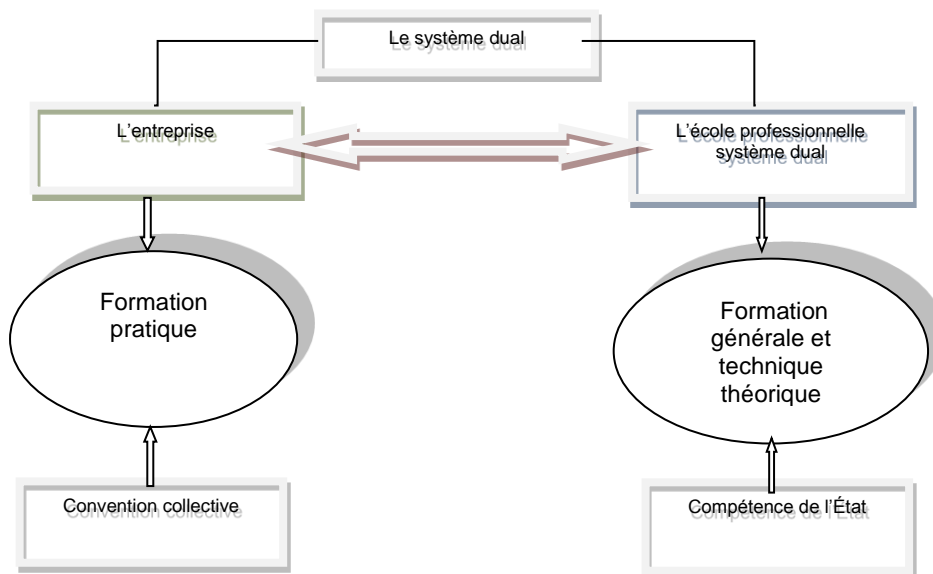 Le système dual
L’entreprise
L’école professionnelle
système dual
Formation
pratique
Formation
générale et
technique
théorique
Convention collective
Compétence de l’État